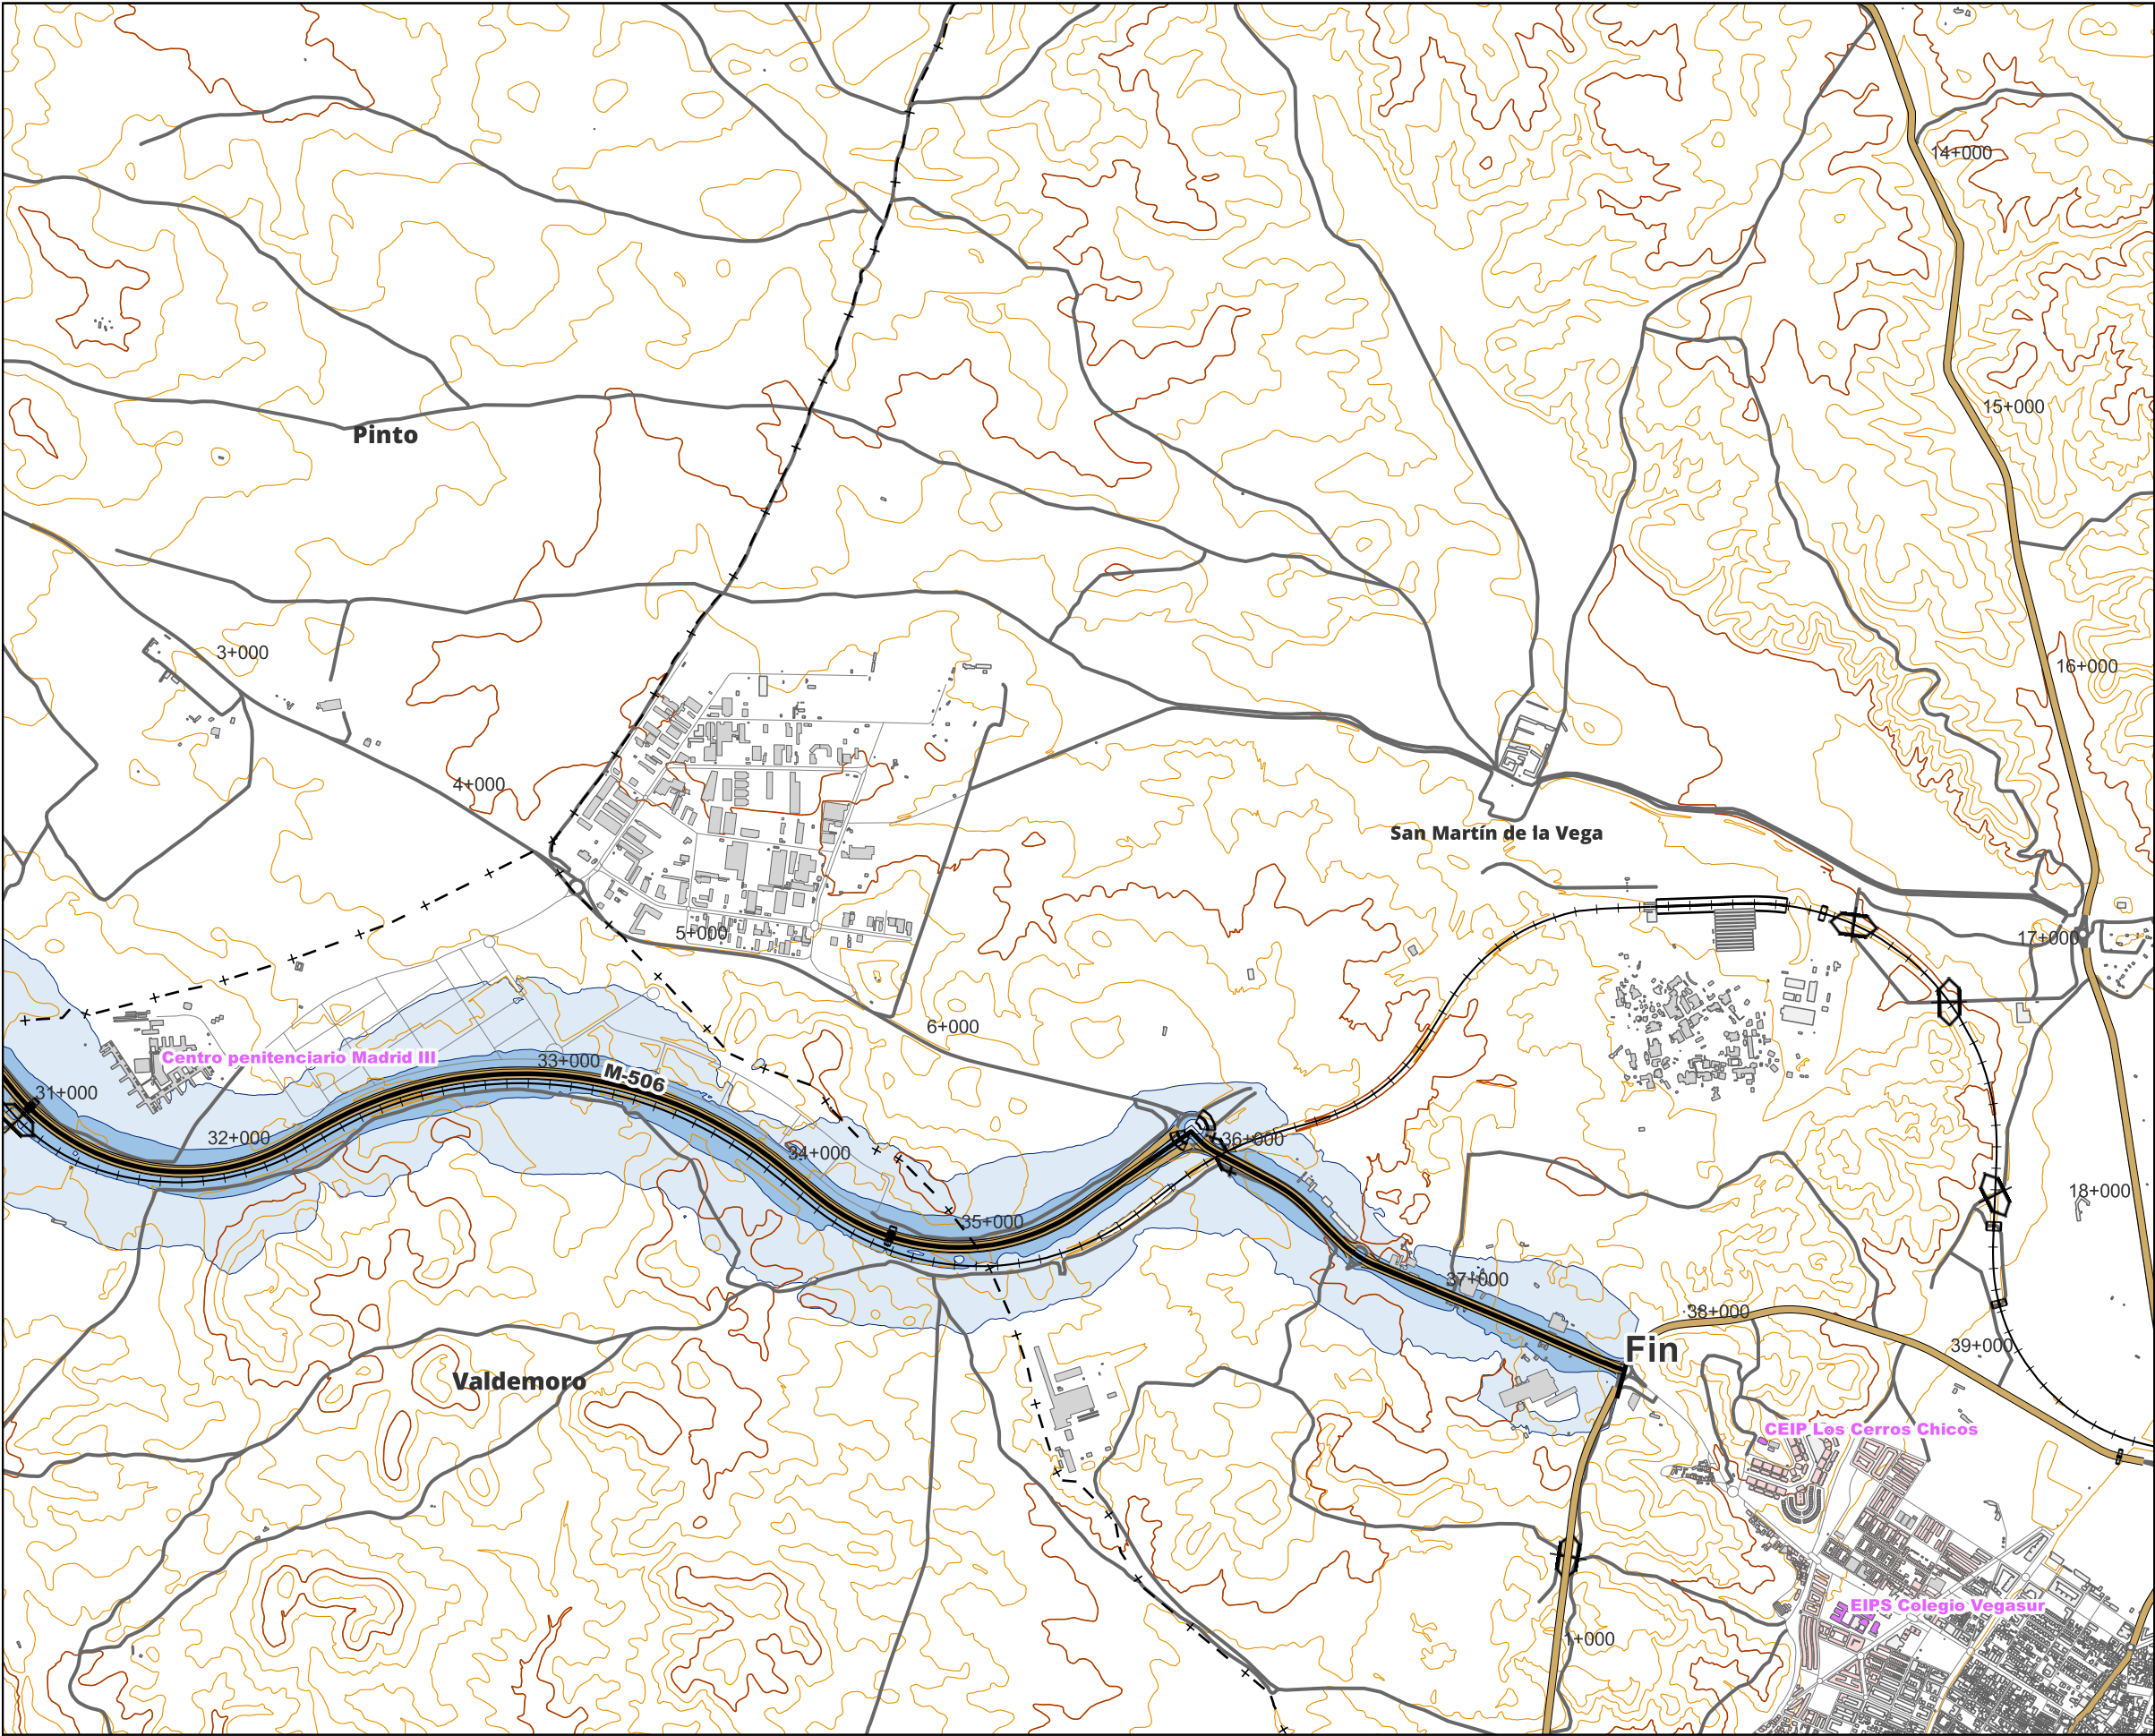 14+000
15+000
Pinto
3+000
16+000
4+000
San Martín de la Vega
5+000
17+000
6+000
Centro penitenciario Madrid III
33+000
M-506
31+000
32+000
36+000
34+000
18+000
35+000
37+000
38+000
39+000
Fin
Valdemoro
CEIP Los Cerros Chicos
EIPS Colegio Vegasur
1+000